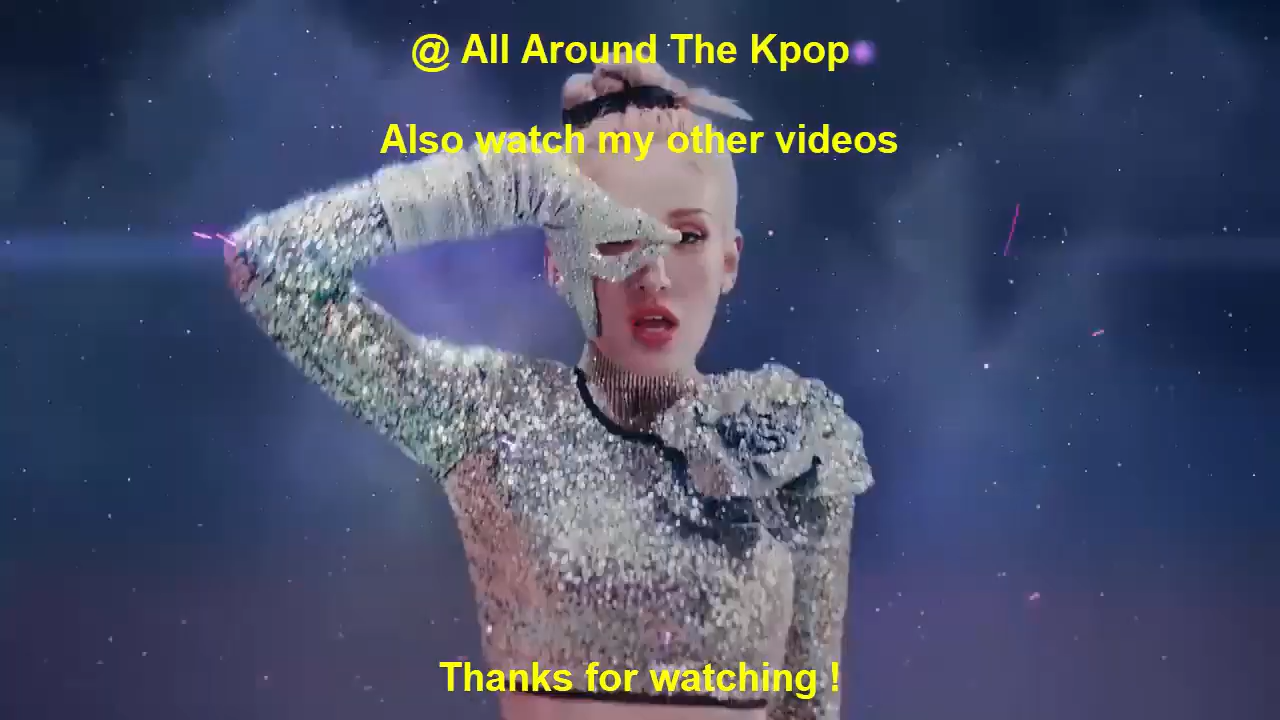 @ All Around The Kpop
Also watch my other videos
Thanks for watching !